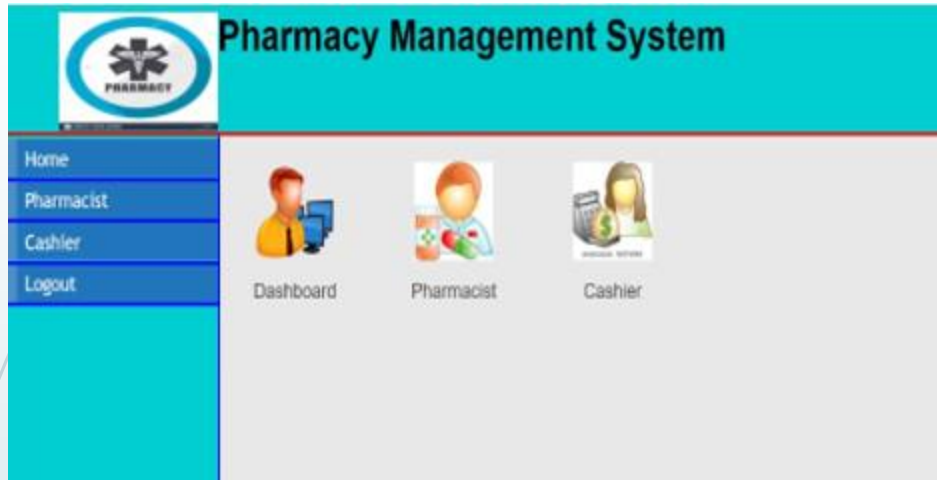 Pharmacy Management System
PHARMACY
Home
Pharmacist
Cashier
Logout
Dashboard
Pharmacist
Cashier